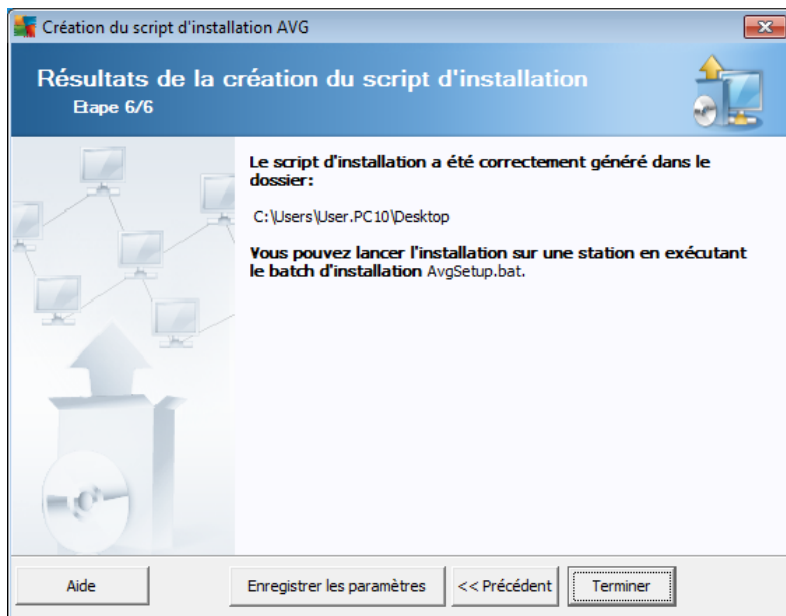 Création du script d'installation AVG
Résultats de la création du script d'installation
Etape 6/6
Le script d'installation a été correctement généré dans le
dossier:
C:\Users\User.PC10\Desktop
Vous pouvez lancer l'installation sur une station en exécutant
le batch d'installation AvgSetup.bat.
Aide
Enregistrer les paramètres
<< Précédent
Terminer